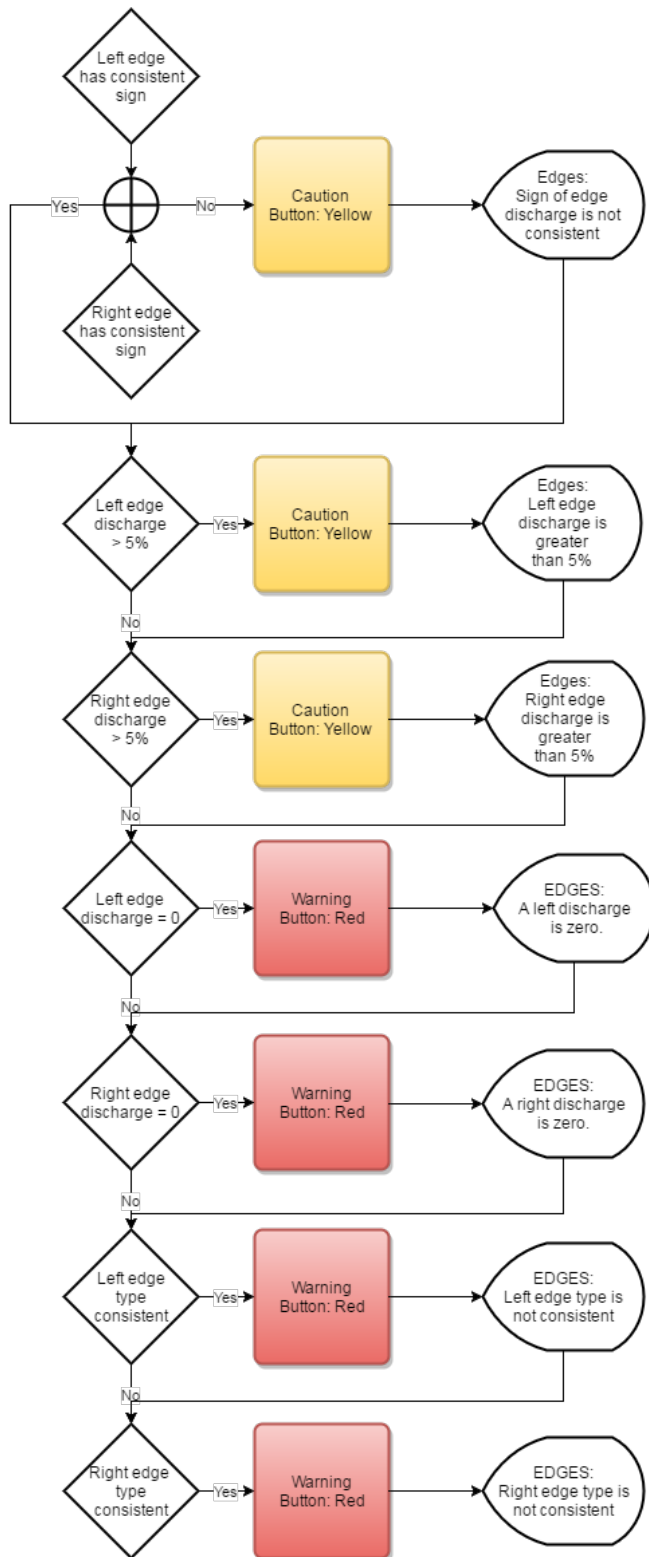 Left edge
has consistent
sign
Yes
No
Caution
Button: Yellow
Edges:
Sign of edge
discharge is not
consistent
Right edge
has consistent
sign
Left edge
discharge
> 5%
Yes
Caution
Button: Yellow
Edges:
Left edge
discharge is
greater
than 5%
No
Right edge
discharge
> 5%
Yes
Caution
Button: Yellow
Edges:
Right edge
discharge is
greater
than 5%
No
Left edge
discharge = 0
Yes
Warning
Button: Red
EDGES:
A left discharge
is zero.
No
Right edge
discharge = 0
Yes
Warning
Button: Red
EDGES:
A right discharge
is zero.
No
Left edge
type
consistent
Yes
Warning
Button: Red
EDGES:
Left edge type is
not consistent
No
Right edge
type
consistent
Yes
Warning
Button: Red
EDGES:
Right edge type is
not consistent